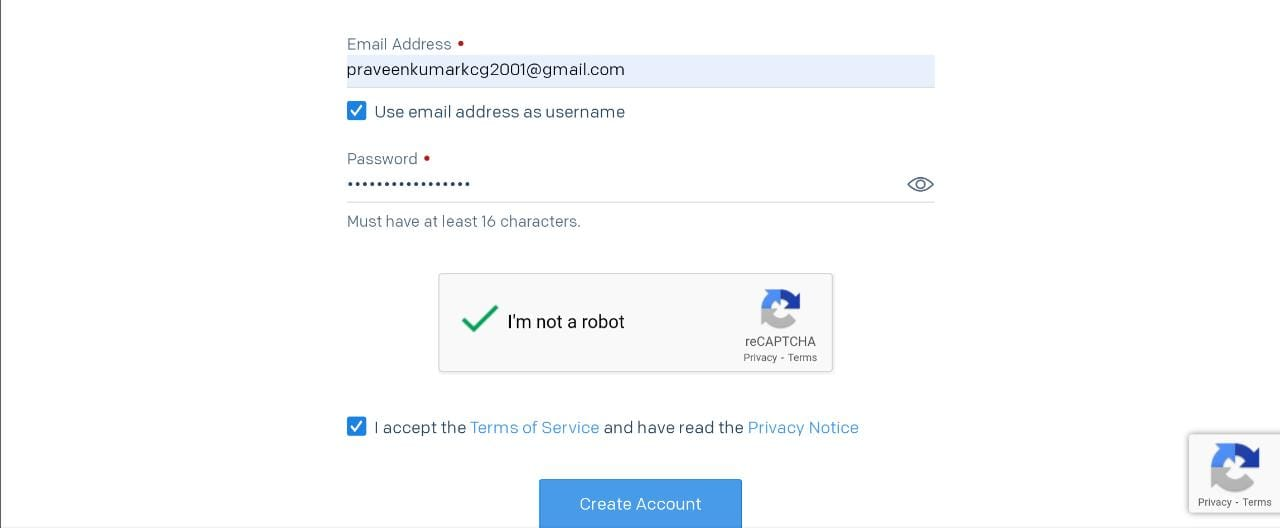 Email Address •
praveenkumarkcg2001@gmail.com
Use email address as username
Password •
•••••••••••••••••
Must have at least 16 characters.
I'm not a robot
reCAPTCHA
Privacy - Terms
I accept the Terms of Service and have read the Privacy Notice
Privacy - Terms
Create Account